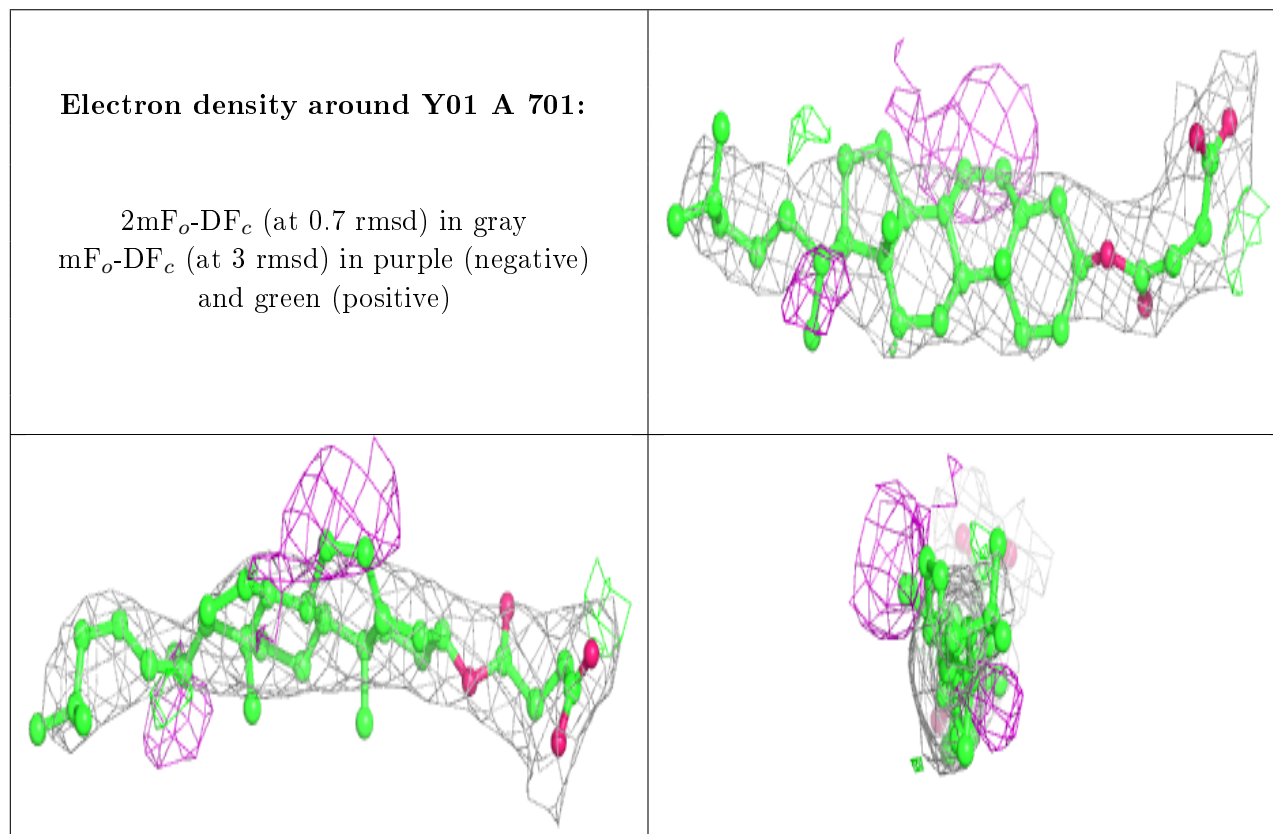 Electron density around Y01 A 701:
2mFₒ-DF𝒸 (at 0.7 rmsd) in gray
mFₒ-DF𝒸 (at 3 rmsd) in purple (negative)
and green (positive)